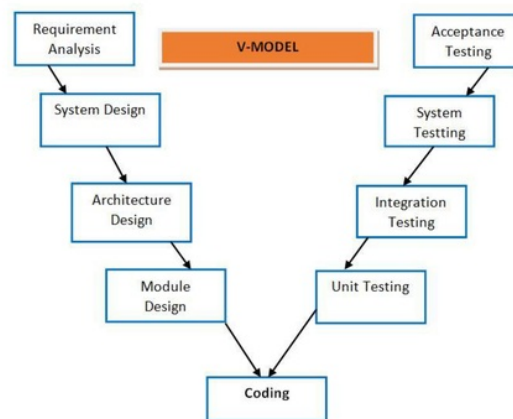 Requirement
Analysis
V-MODEL
Acceptance
Testing
System Design
System
Testting
Architecture
Design
Integration
Testing
Module
Design
Unit Testing
Coding